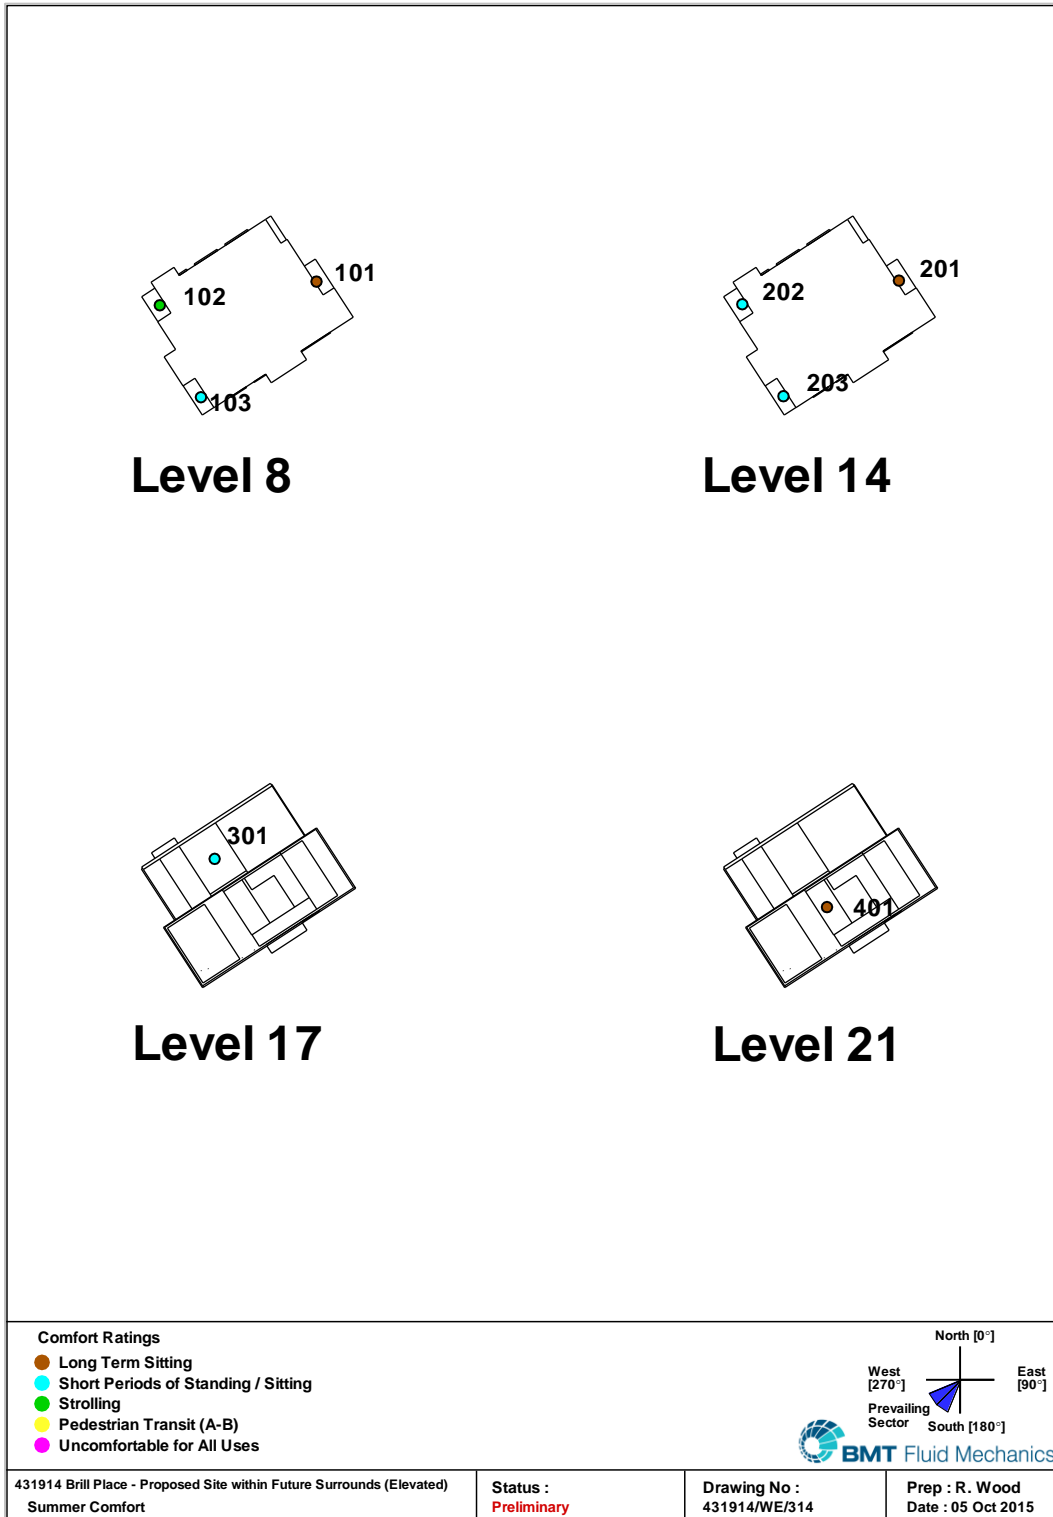 101
102
103
Level 8
201
202
203
Level 14
301
Level 17
401
Level 21
Comfort Ratings
Long Term Sitting
Short Periods of Standing / Sitting
Strolling
Pedestrian Transit (A-B)
Uncomfortable for All Uses
North [0°]
West
[270°]
East
[90°]
Prevailing
Sector
South [180°]
BMT Fluid Mechanics
431914 Brill Place - Proposed Site within Future Surrounds (Elevated)
Summer Comfort
Status :
Preliminary
Drawing No :
431914/WE/314
Prep : R. Wood
Date : 05 Oct 2015